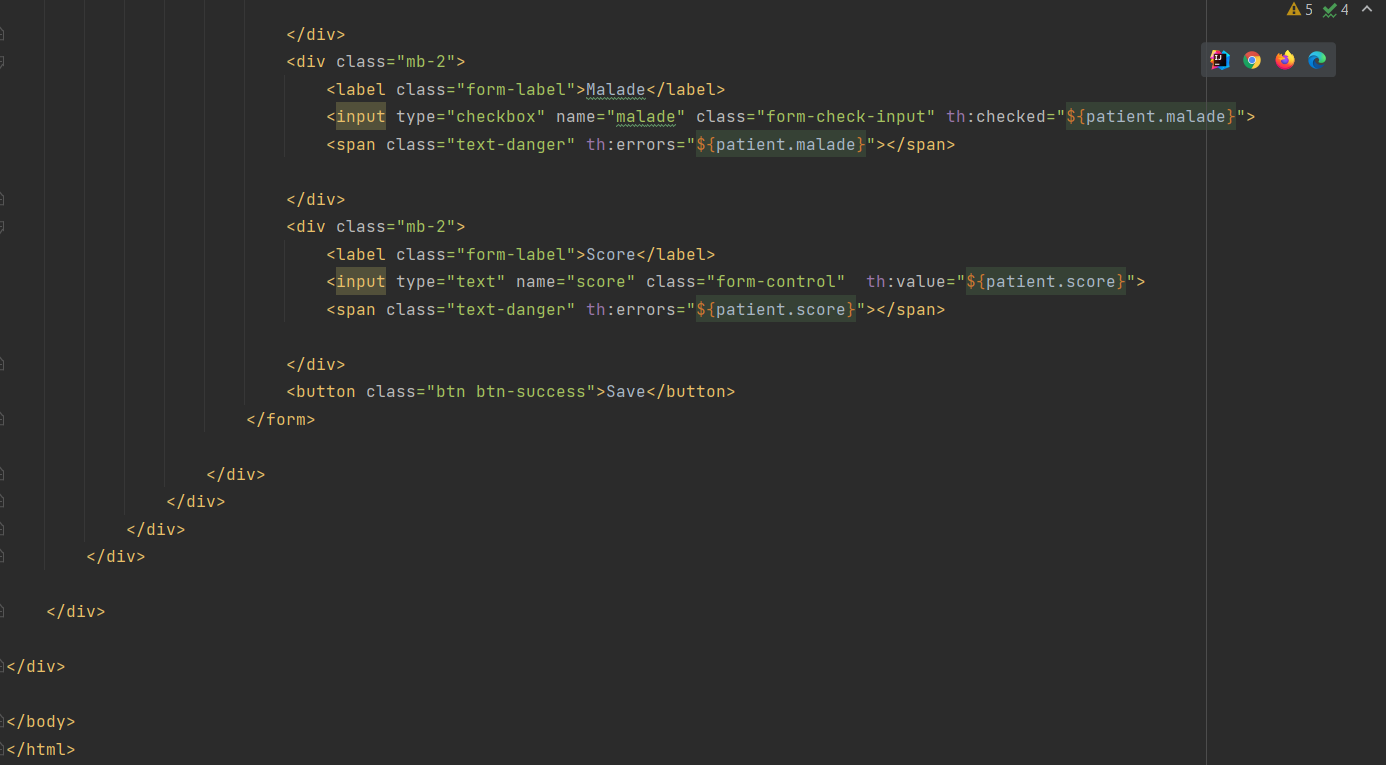 5 4
</div>
<div class="mb-2">
<label class="form-label">Malade</label>
<input type="checkbox" name="malade" class="form-check-input" th:checked="${patient.malade}">
<span class="text-danger" th:errors="${patient.malade}"></span>
</div>
<div class="mb-2">
<label class="form-label">Score</label>
<input type="text" name="score" class="form-control"  th:value="${patient.score}">
<span class="text-danger" th:errors="${patient.score}"></span>
</div>
<button class="btn btn-success">Save</button>
</form>
</div>
</div>
</div>
</div>
</div>
</div>
</body>
</html>